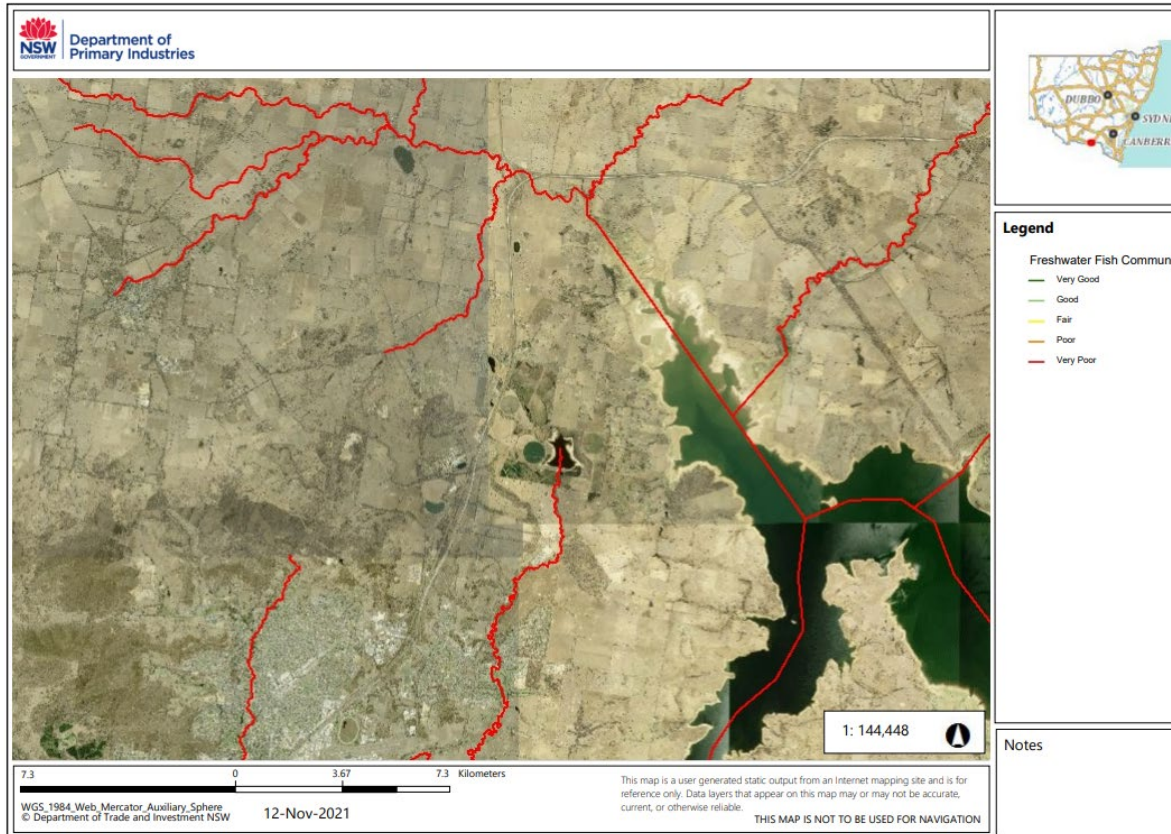 NSW
GOVERNMENT
Department of
Primary Industries
DUBBO
SYDNE
CANBERR
Legend
Freshwater Fish Commun
Very Good
Good
Fair
Poor
Very Poor
1: 144,448
Notes
7.3
0
3.67
7.3 Kilometers
WGS_1984_Web_Mercator_Auxiliary_Sphere
© Department of Trade and Investment NSW
12-Nov-2021
This map is a user generated static output from an Internet mapping site and is for
reference only. Data layers that appear on this map may or may not be accurate,
current, or otherwise reliable.
THIS MAP IS NOT TO BE USED FOR NAVIGATION